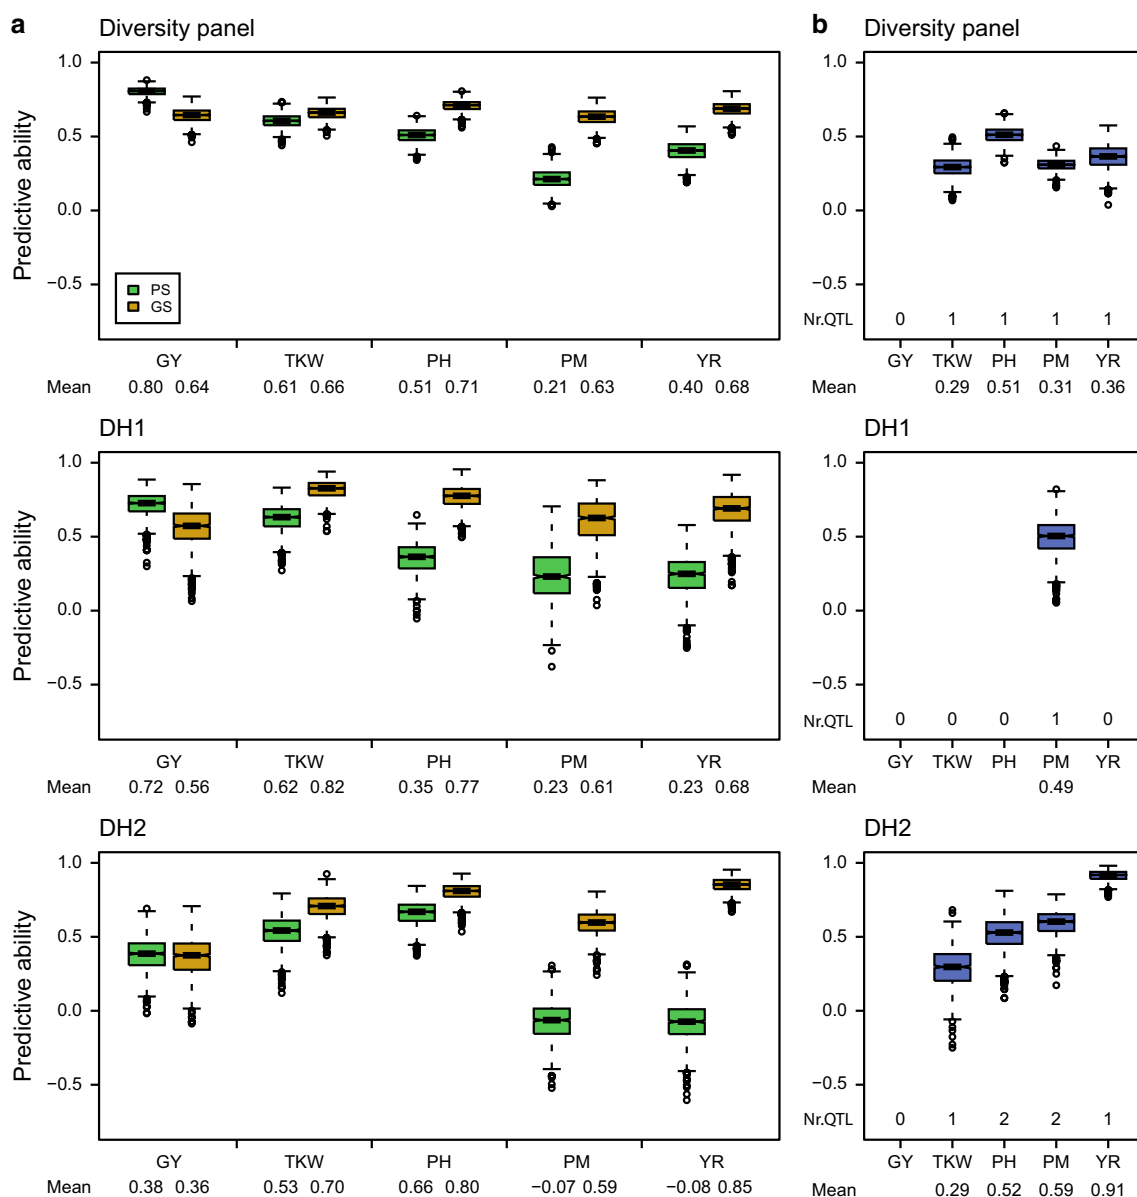 a
Diversity panel
Predictive ability
1.0
0.5
0.0
−0.5
PS
GS
GY TKW PH PM YR
Mean 0.80 0.64 0.61 0.66 0.51 0.71 0.21 0.63 0.40 0.68
b
Diversity panel
1.0
0.5
0.0
−0.5
Nr.QTL 0 1 1 1 1
GY TKW PH PM YR
Mean 0.29 0.51 0.31 0.36
DH1
Predictive ability
1.0
0.5
0.0
−0.5
GY TKW PH PM YR
Mean 0.72 0.56 0.62 0.82 0.35 0.77 0.23 0.61 0.23 0.68
DH1
1.0
0.5
0.0
−0.5
Nr.QTL 0 0 0 1 0
GY TKW PH PM YR
Mean 0.49
DH2
Predictive ability
1.0
0.5
0.0
−0.5
GY TKW PH PM YR
Mean 0.38 0.36 0.53 0.70 0.66 0.80 −0.07 0.59 −0.08 0.85
DH2
1.0
0.5
0.0
−0.5
Nr.QTL 0 1 2 2 1
GY TKW PH PM YR
Mean 0.29 0.52 0.59 0.91